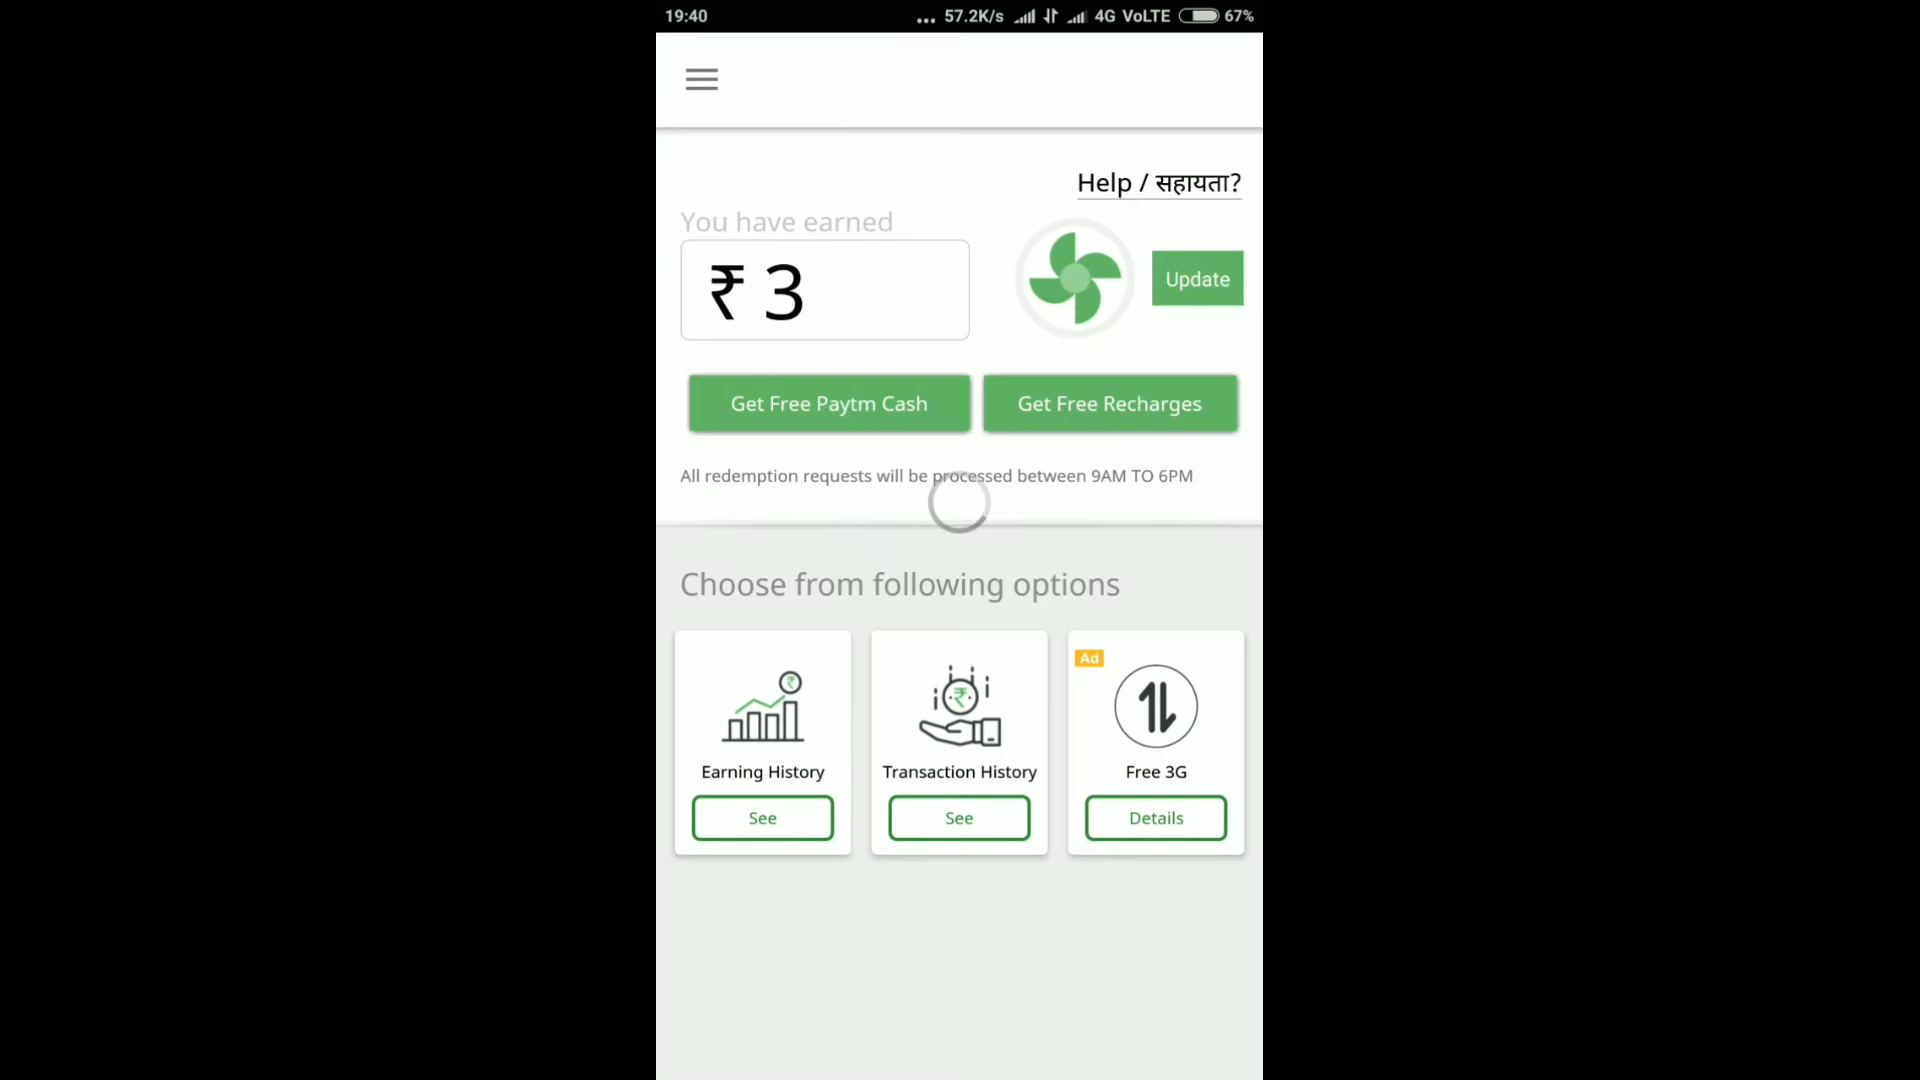 19:40 ... 57.2K/s 4G VoLTE 67%
Help / सहायता?
You have earned
₹ 3
Update
Get Free Paytm Cash Get Free Recharges
All redemption requests will be processed between 9AM TO 6PM
Choose from following options
Ad
Earning History Transaction History Free 3G
See See Details